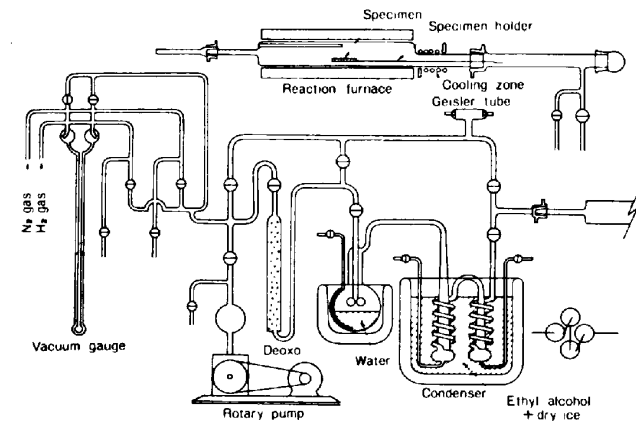 Specimen
Specimen holder
Reaction furnace
Cooling zone
Geisler tube
N₂ gas
H₂ gas
Vacuum gauge
Deoxo
Water
Condenser
Rotary pump
Ethyl alcohol
+ dry ice